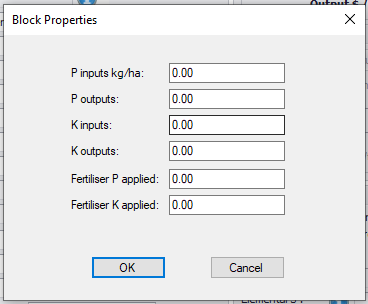 Output $
Block Properties
P inputs kg/ha: 0.00
P outputs: 0.00
K inputs: 0.00
K outputs: 0.00
Fertiliser P applied: 0.00
Fertiliser K applied: 0.00
OK Cancel